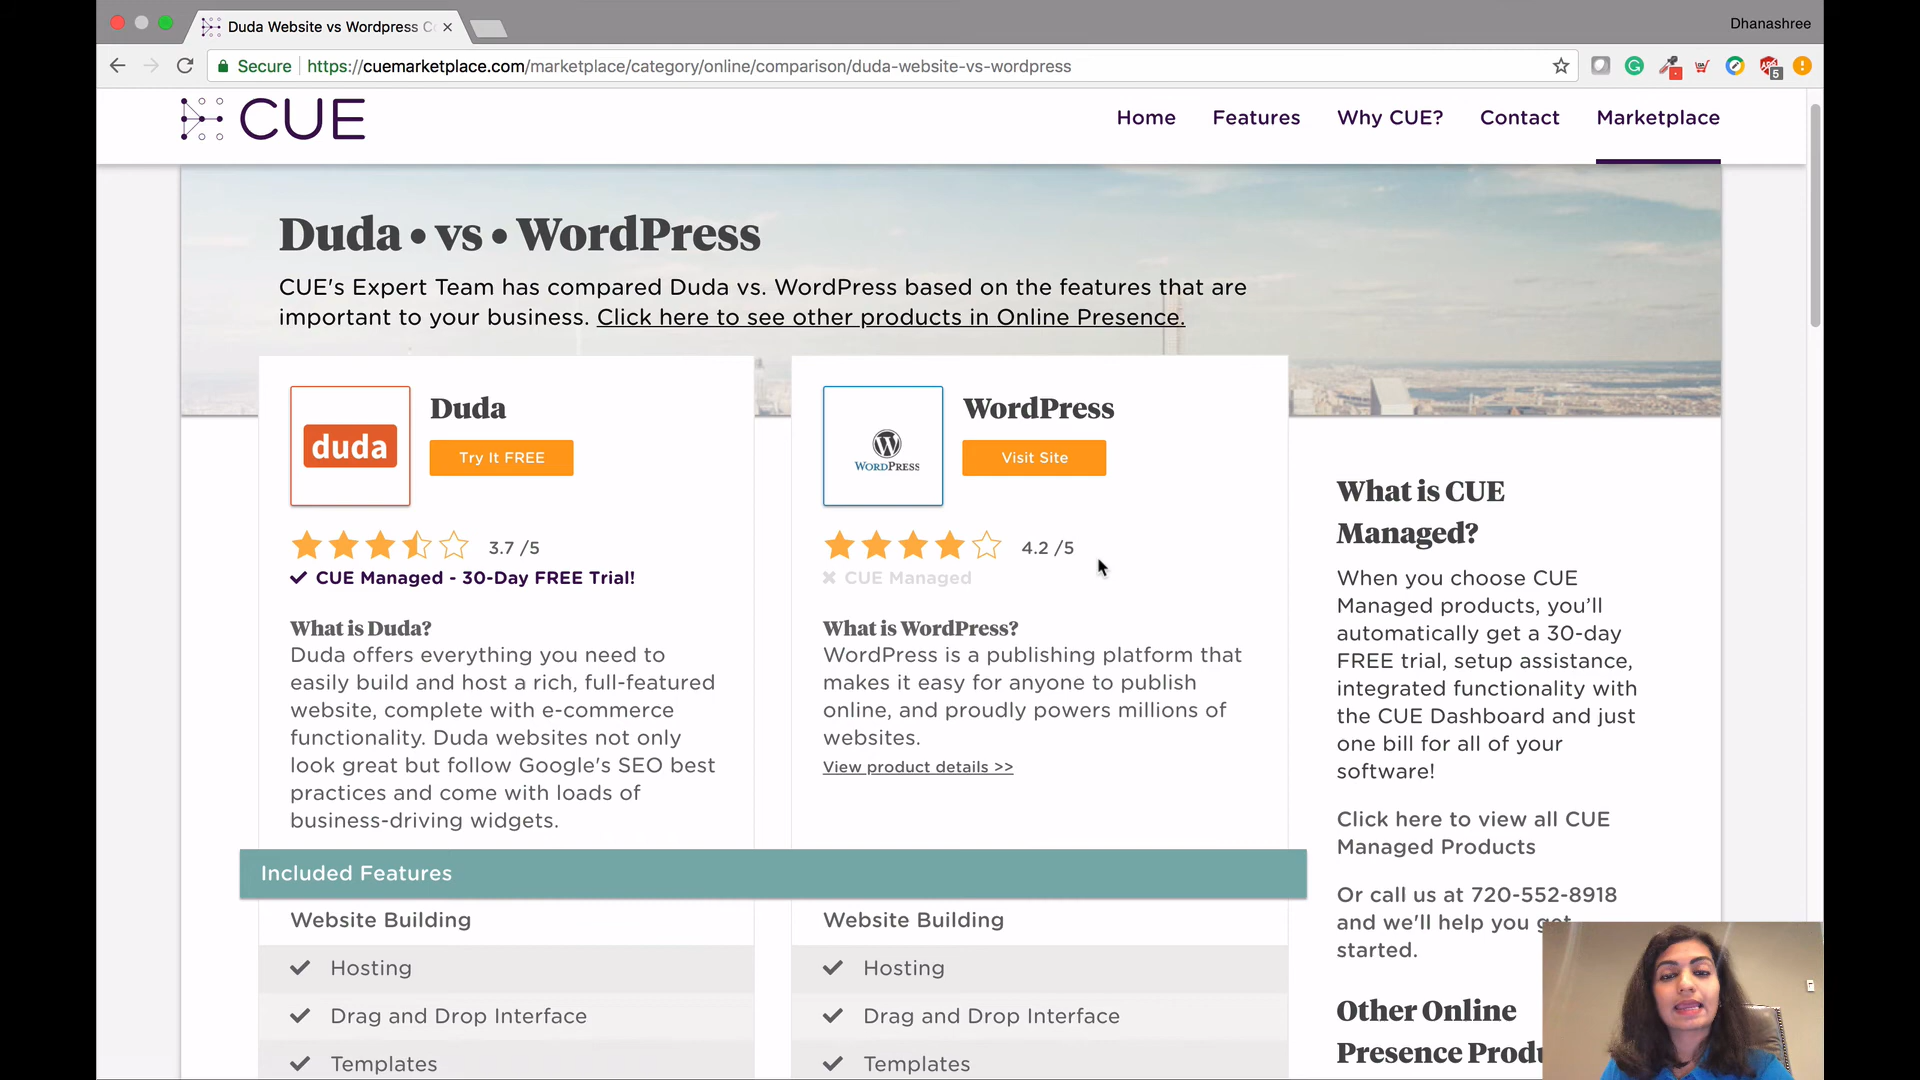 Duda Website vs Wordpress C
Dhanashree
Secure
https://cuemarketplace.com/marketplace/category/online/comparison/duda-website-vs-wordpress
5
CUE
Home
Features
Why CUE?
Contact
Marketplace
Duda • vs • WordPress
CUE's Expert Team has compared Duda vs. WordPress based on the features that are
important to your business. Click here to see other products in Online Presence.
duda
Duda
Try It FREE
3.7 /5
CUE Managed - 30-Day FREE Trial!
What is Duda?
Duda offers everything you need to
easily build and host a rich, full-featured
website, complete with e-commerce
functionality. Duda websites not only
look great but follow Google's SEO best
practices and come with loads of
business-driving widgets.
WORDPRESS
WordPress
Visit Site
4.2 /5
CUE Managed
What is WordPress?
WordPress is a publishing platform that
makes it easy for anyone to publish
online, and proudly powers millions of
websites.
View product details >>
Included Features
Website Building
Hosting
Drag and Drop Interface
Templates
Website Building
Hosting
Drag and Drop Interface
Templates
What is CUE
Managed?
When you choose CUE
Managed products, you’ll
automatically get a 30-day
FREE trial, setup assistance,
integrated functionality with
the CUE Dashboard and just
one bill for all of your
software!
Click here to view all CUE
Managed Products
Or call us at 720-552-8918
and we'll help you get
started.
Other Online
Presence Produ